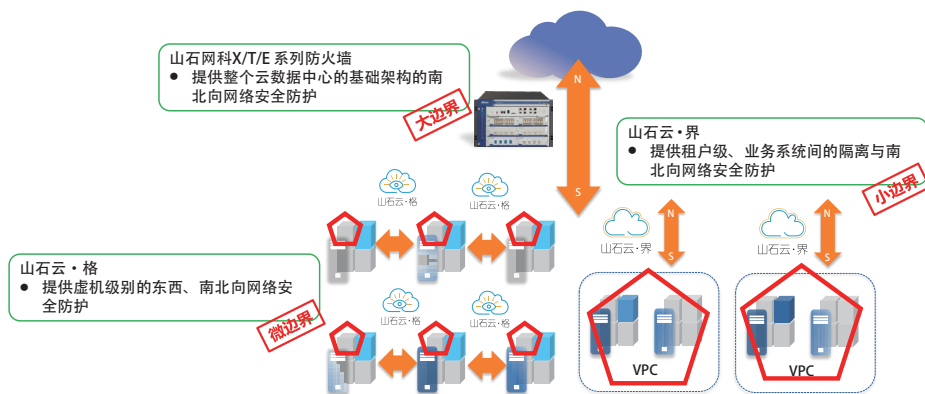 山石网科X/T/E 系列防火墙
● 提供整个云数据中心的基础架构的南
北向网络安全防护
大边界
N
S
山石云·界
● 提供租户级、业务系统间的隔离与南
北向网络安全防护
小边界
山石云·格
山石云·格
N
S
山石云·界
N
S
山石云·界
山石云·格
● 提供虚机级别的东西、南北向网络安
全防护
微边界
山石云·格
山石云·格
VPC
VPC